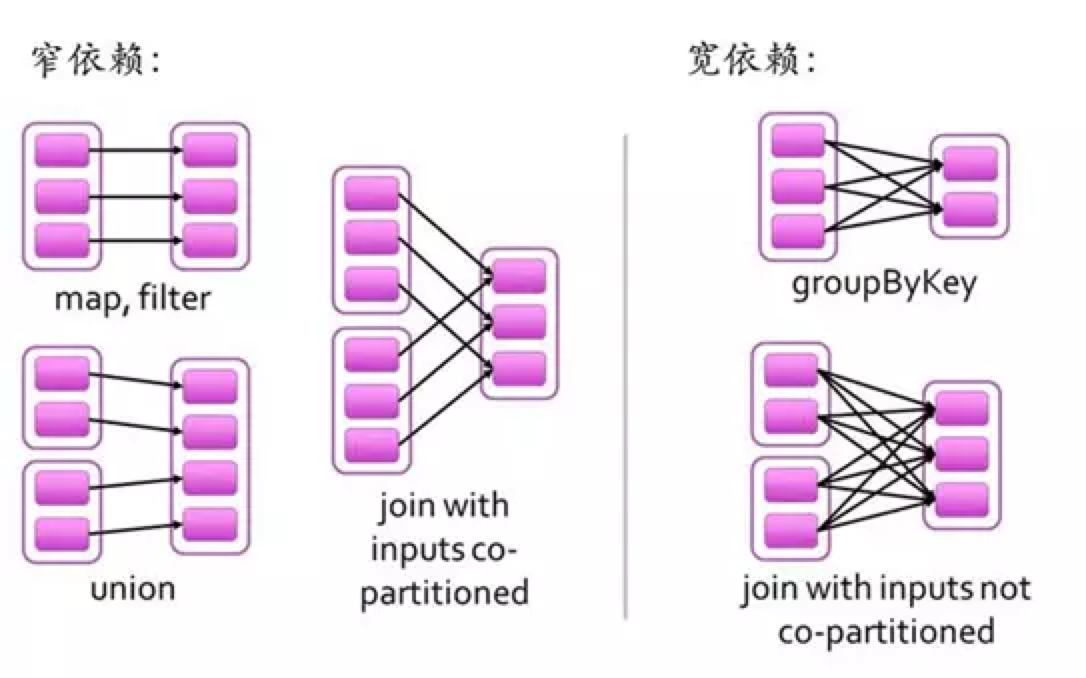 窄依赖:
宽依赖:
map, filter
union
join with
inputs co-
partitioned
groupByKey
join with inputs not
co-partitioned